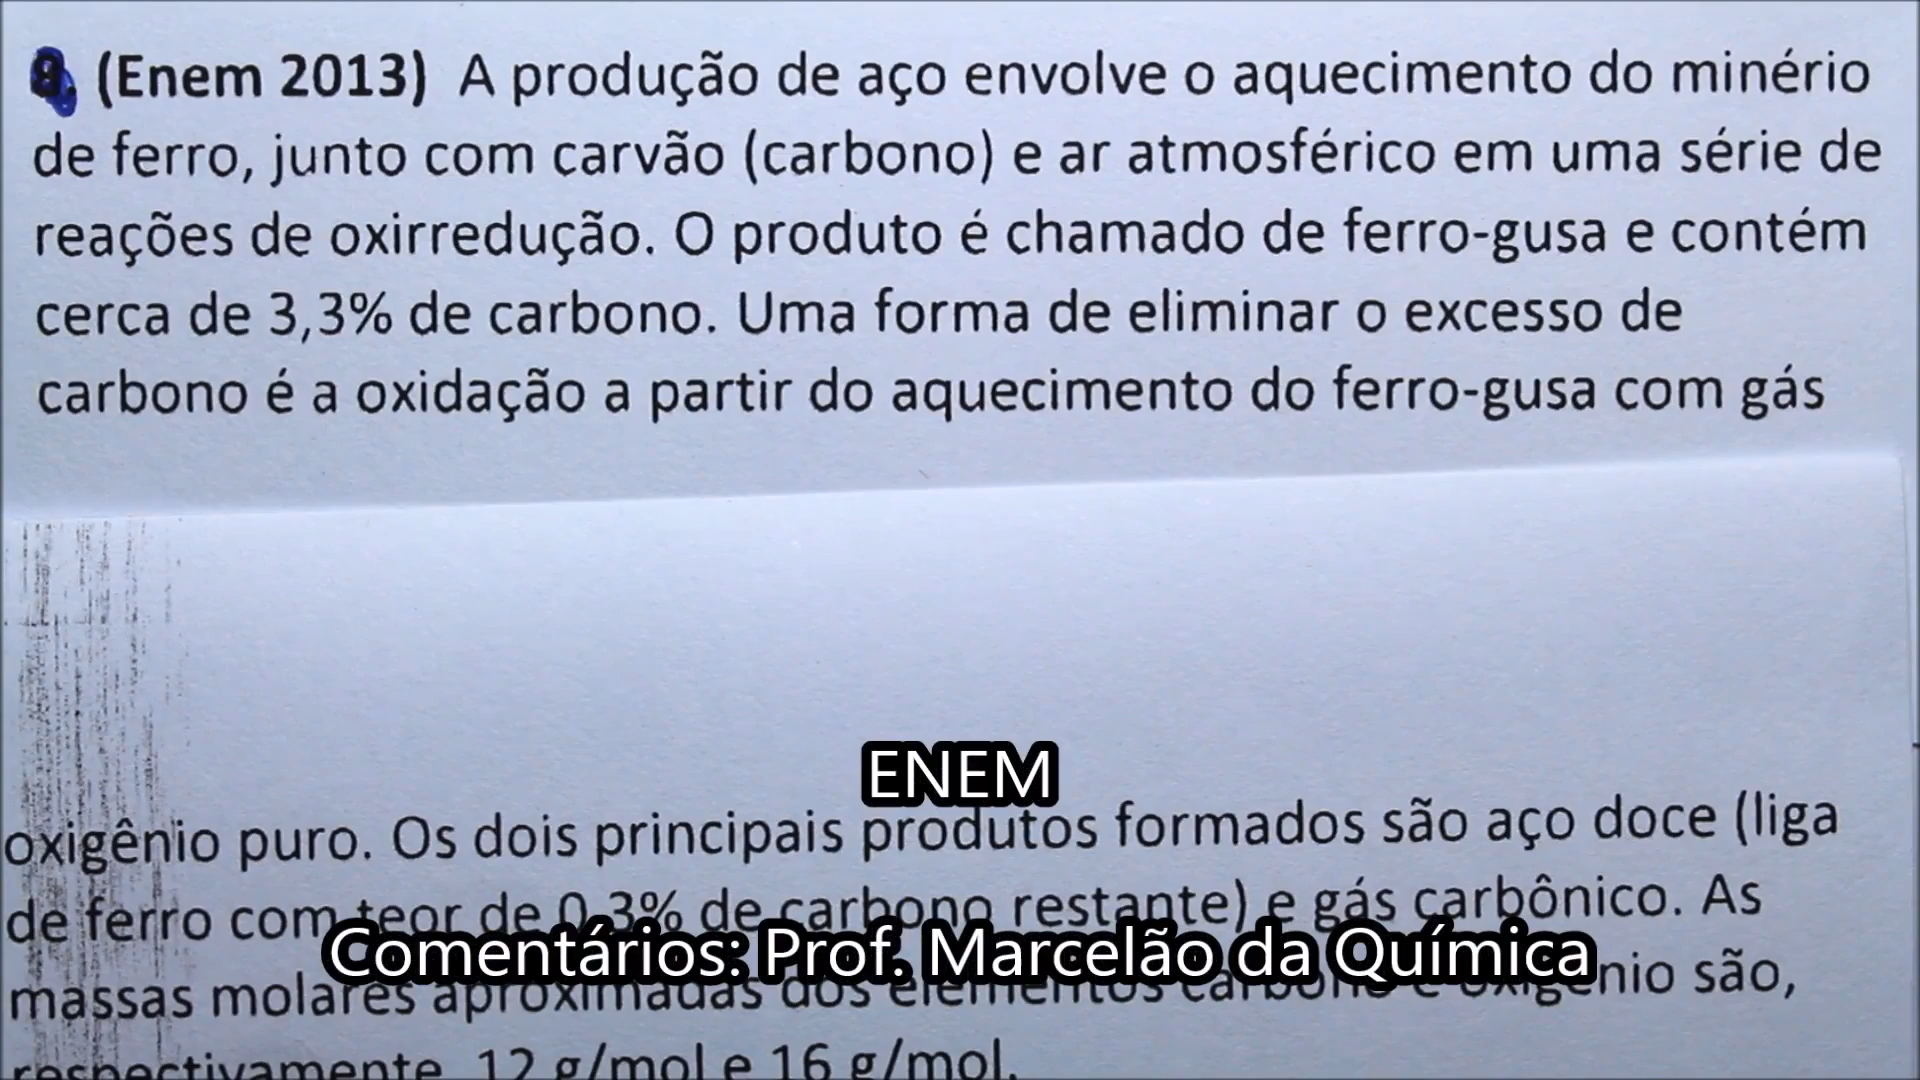 8. (Enem 2013) A produção de aço envolve o aquecimento do minério
de ferro, junto com carvão (carbono) e ar atmosférico em uma série de
reações de oxirredução. O produto é chamado de ferro-gusa e contém
cerca de 3,3% de carbono. Uma forma de eliminar o excesso de
carbono é a oxidação a partir do aquecimento do ferro-gusa com gás
ENEM
oxigênio puro. Os dois principais produtos formados são aço doce (liga
de ferro com teor de 0,3% de carbono restante) e gás carbônico. As
Comentários: Prof. Marcelão da Química
massas molares aproximadas dos elementos carbono e oxigênio são,
respectivamente, 12 g/mol e 16 g/mol.